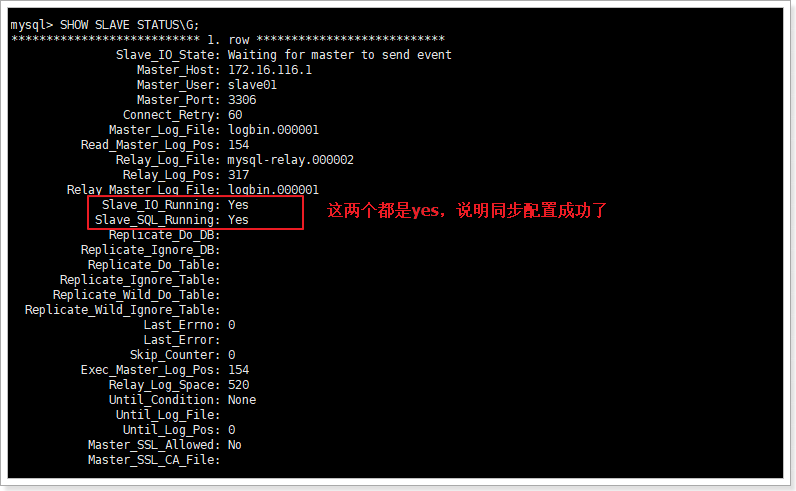 mysql> SHOW SLAVE STATUS\G;
*************************** 1. row ***************************
Slave_IO_State: Waiting for master to send event
Master_Host: 172.16.116.1
Master_User: slave01
Master_Port: 3306
Connect_Retry: 60
Master_Log_File: logbin.000001
Read_Master_Log_Pos: 154
Relay_Log_File: mysql-relay.000002
Relay_Log_Pos: 317
Relay_Master_Log_File: logbin.000001
Slave_IO_Running: Yes
Slave_SQL_Running: Yes
这两个都是yes，说明同步配置成功了
Replicate_Do_DB:
Replicate_Ignore_DB:
Replicate_Do_Table:
Replicate_Ignore_Table:
Replicate_Wild_Do_Table:
Replicate_Wild_Ignore_Table:
Last_Errno: 0
Last_Error:
Skip_Counter: 0
Exec_Master_Log_Pos: 154
Relay_Log_Space: 520
Until_Condition: None
Until_Log_File:
Until_Log_Pos: 0
Master_SSL_Allowed: No
Master_SSL_CA_File: